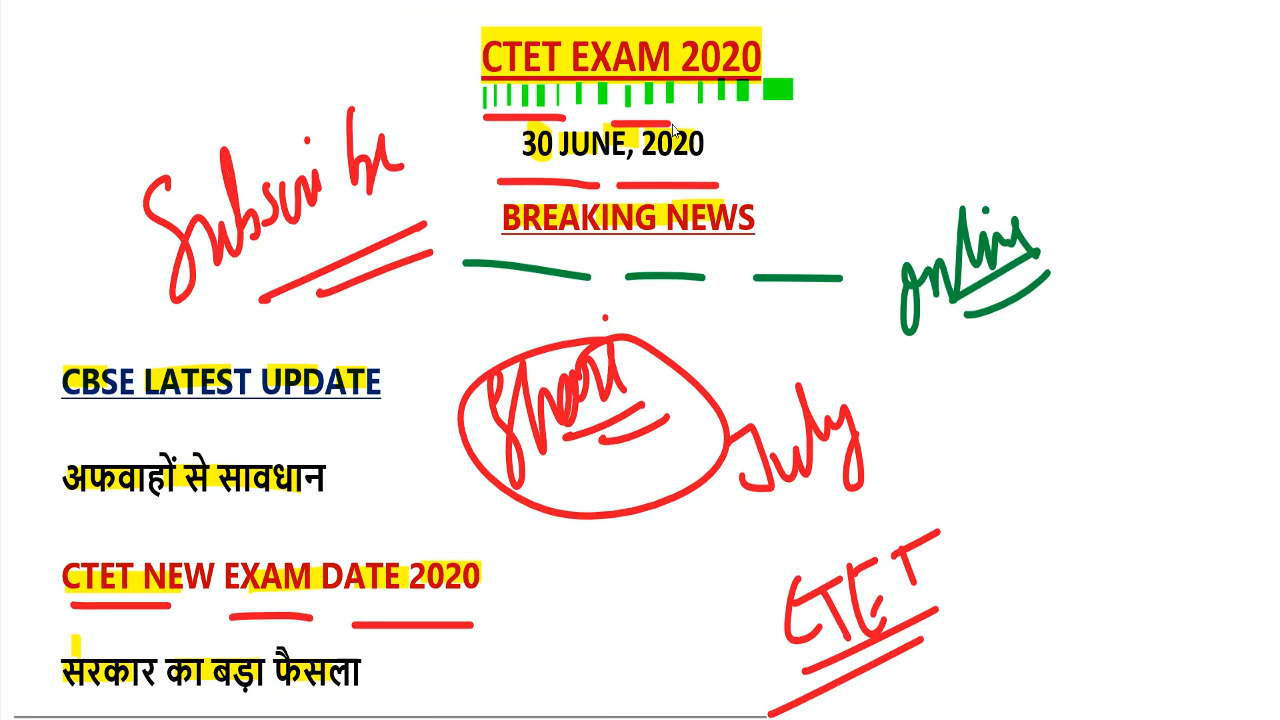 CTET EXAM 2020
30 JUNE, 2020
BREAKING NEWS
Subscribe
online
CBSE LATEST UPDATE
Short
July
अफवाहों से सावधान
CTET NEW EXAM DATE 2020
CTET
सरकार का बड़ा फैसला